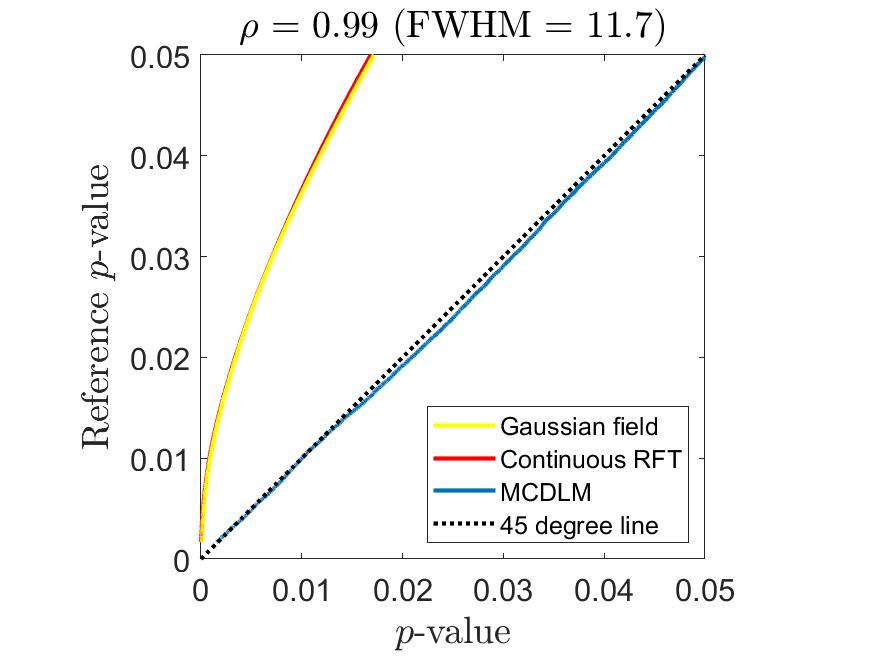 ρ = 0.99 (FWHM = 11.7)
0.05
0.04
0.03
0.02
0.01
0
Reference p-value
Gaussian field
Continuous RFT
MCDLM
45 degree line
0 0.01 0.02 0.03 0.04 0.05
p-value